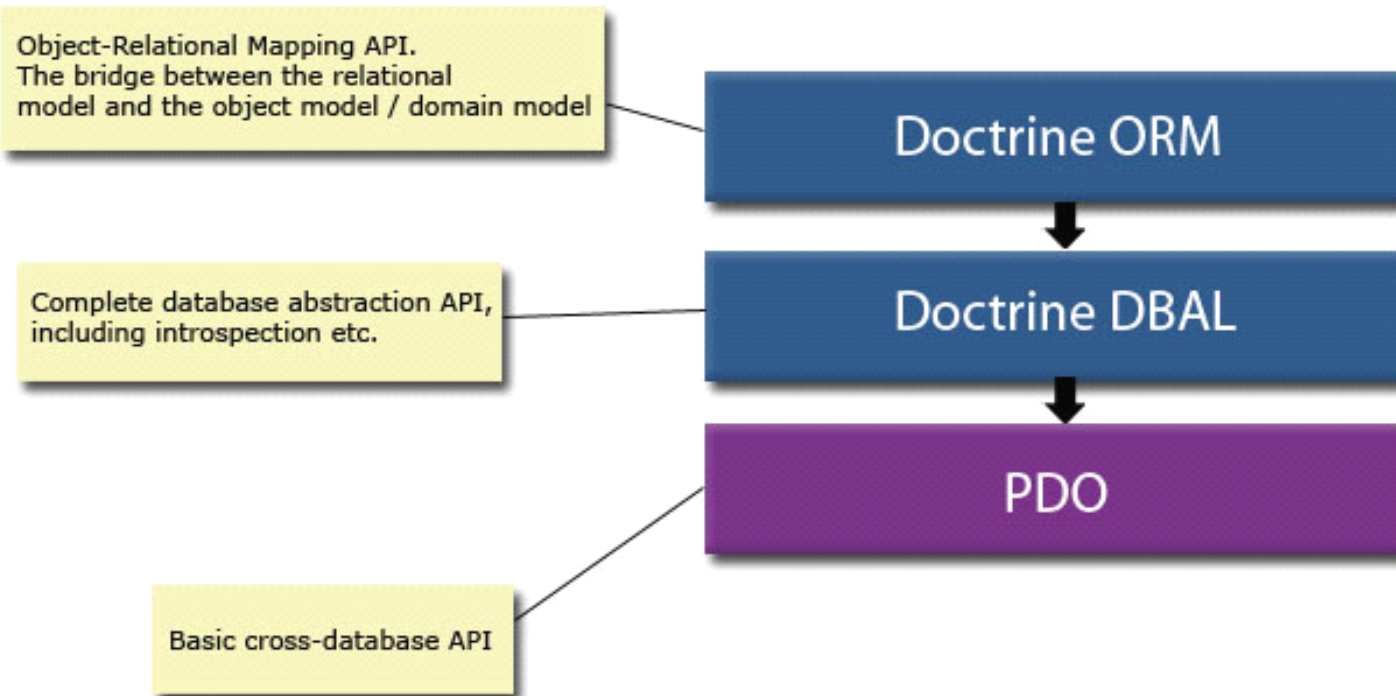 Object-Relational Mapping API.
The bridge between the relational
model and the object model / domain model
Doctrine ORM
Complete database abstraction API,
including introspection etc.
Doctrine DBAL
PDO
Basic cross-database API